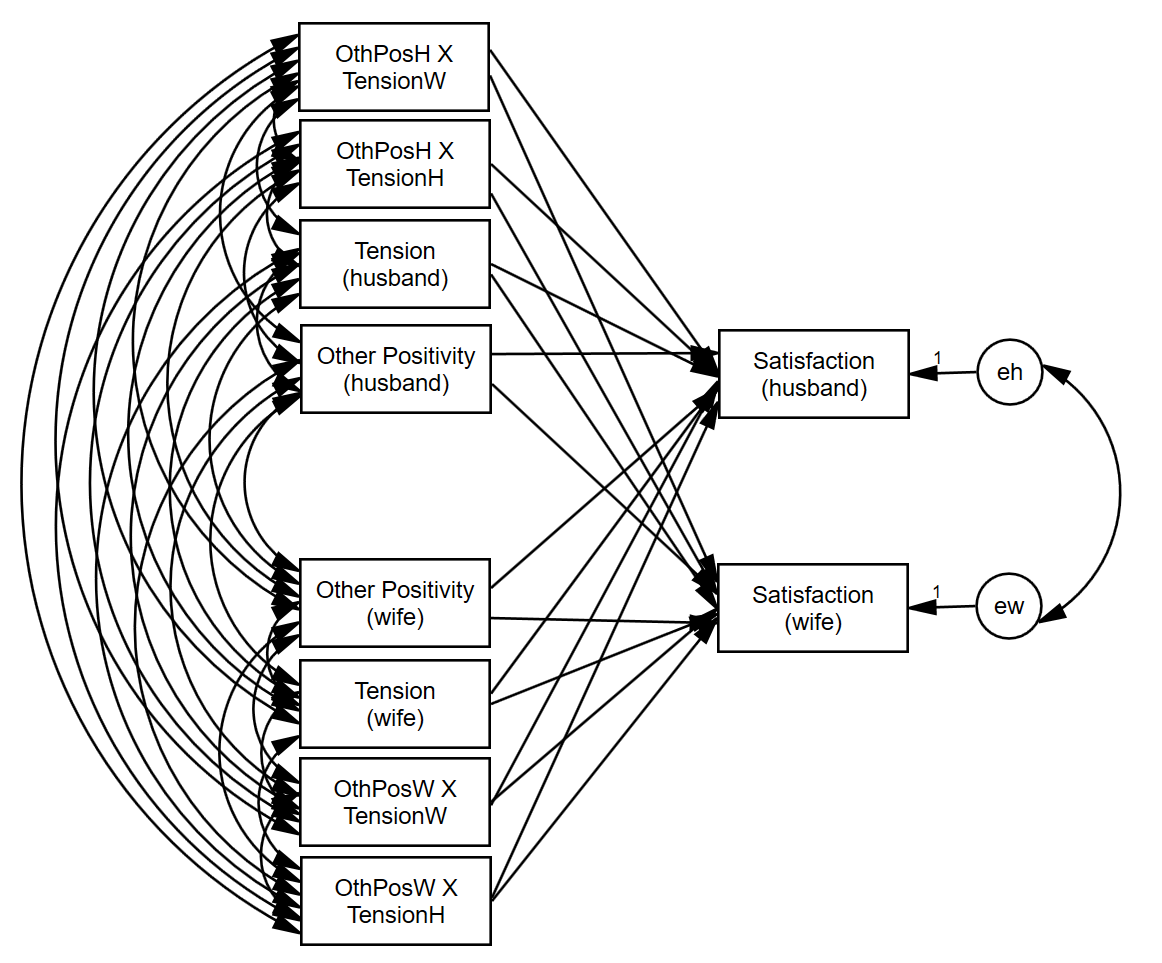 OthPosH X
TensionW
OthPosH X
TensionH
Tension
(husband)
Other Positivity
(husband)
Other Positivity
(wife)
Tension
(wife)
OthPosW X
TensionW
OthPosW X
TensionH
Satisfaction
(husband)
1
eh
Satisfaction
(wife)
1
ew